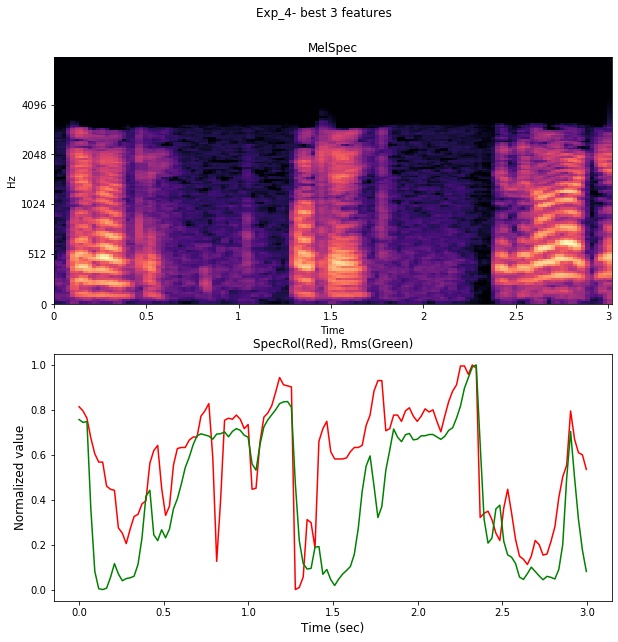 Exp_4- best 3 features
MelSpec
Hz
4096
2048
1024
512
0
0 0.5 1 1.5 2 2.5 3
Time
SpecRol(Red), Rms(Green)
Normalized value
1.0
0.8
0.6
0.4
0.2
0.0
0.0 0.5 1.0 1.5 2.0 2.5 3.0
Time (sec)